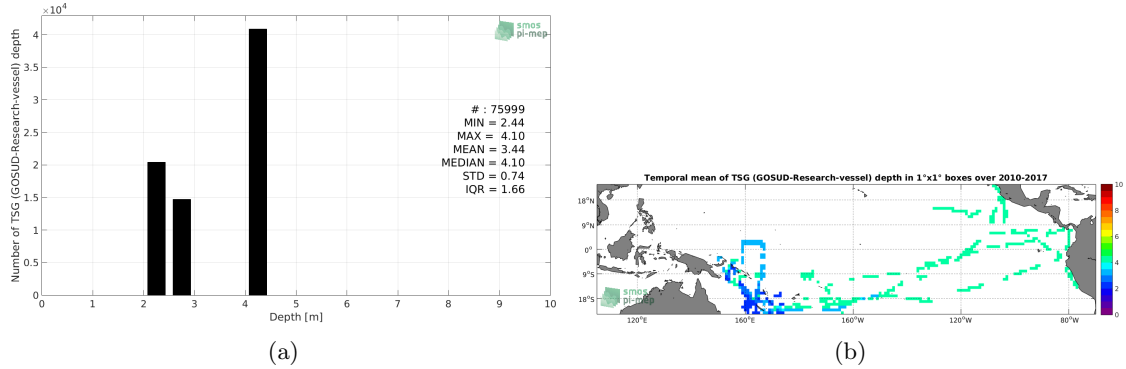 ×10⁴
4
3.5
3
2.5
2
1.5
1
0.5
0
Number of TSG (GOSUD-Research-vessel) depth
smos
pi-mep
# : 75999
MIN = 2.44
MAX = 4.10
MEAN = 3.44
MEDIAN = 4.10
STD = 0.74
IQR = 1.66
0 1 2 3 4 5 6 7 8 9 10
Depth [m]
(a)
Temporal mean of TSG (GOSUD-Research-vessel) depth in 1°x1° boxes over 2010-2017
18°N
9°N
0°
9°S
18°S
smos
pi-mep
120°E 160°E 160°W 120°W 80°W
10
8
6
4
2
0
(b)